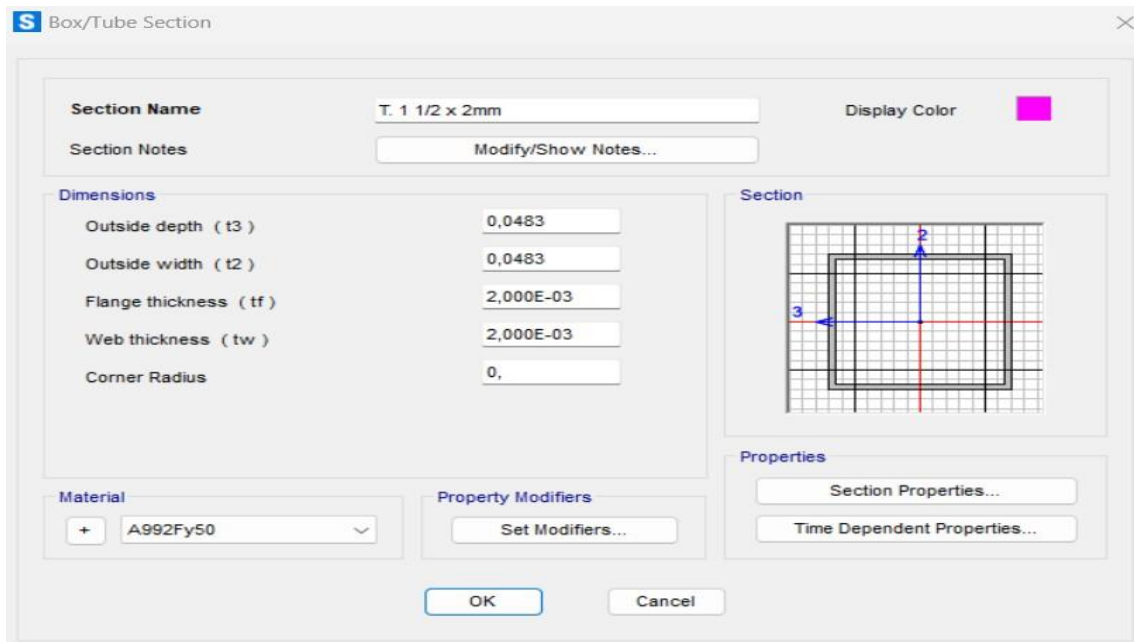 S Box/Tube Section
Section Name T. 1 1/2 x 2mm Display Color
Section Notes Modify/Show Notes...
Dimensions
Outside depth ( t3 ) 0,0483
Outside width ( t2 ) 0,0483
Flange thickness ( tf ) 2,000E-03
Web thickness ( tw ) 2,000E-03
Corner Radius 0,
Section
2
3
Properties
Section Properties...
Time Dependent Properties...
Material
+ A992Fy50
Property Modifiers
Set Modifiers...
OK Cancel